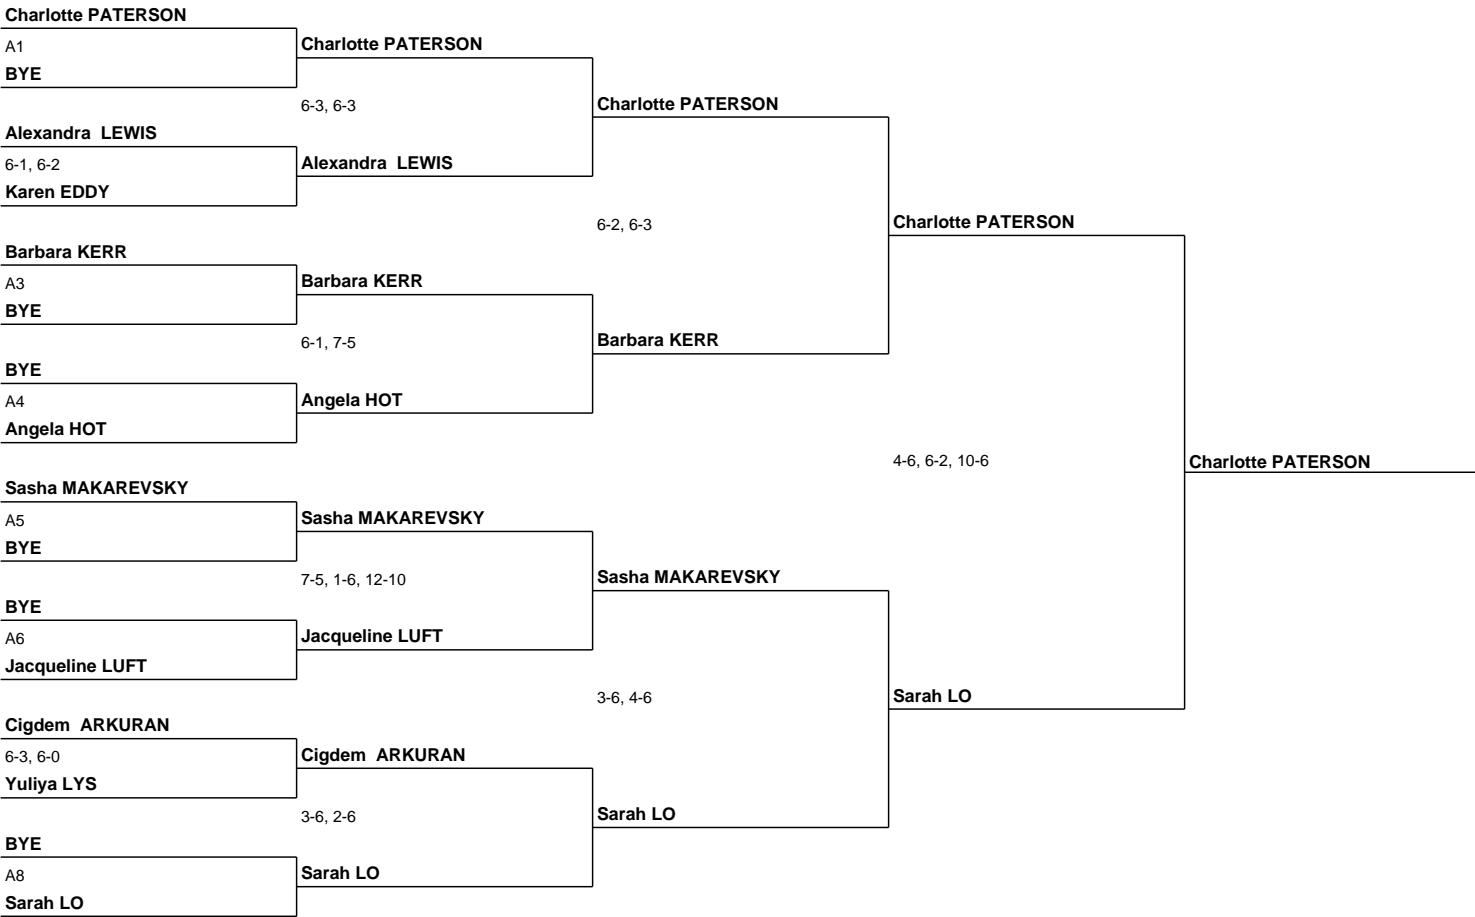 Charlotte PATERSON
A1
BYE
Alexandra  LEWIS
6-1, 6-2
Karen EDDY
Barbara KERR
A3
BYE
BYE
A4
Angela HOT
Sasha MAKAREVSKY
A5
BYE
BYE
A6
Jacqueline LUFT
Cigdem  ARKURAN
6-3, 6-0
Yuliya LYS
BYE
A8
Sarah LO
Charlotte PATERSON
6-3, 6-3
Alexandra  LEWIS
Barbara KERR
6-1, 7-5
Angela HOT
Sasha MAKAREVSKY
7-5, 1-6, 12-10
Jacqueline LUFT
Cigdem  ARKURAN
3-6, 2-6
Sarah LO
Charlotte PATERSON
6-2, 6-3
Barbara KERR
Sasha MAKAREVSKY
3-6, 4-6
Sarah LO
Charlotte PATERSON
4-6, 6-2, 10-6
Sarah LO
Charlotte PATERSON